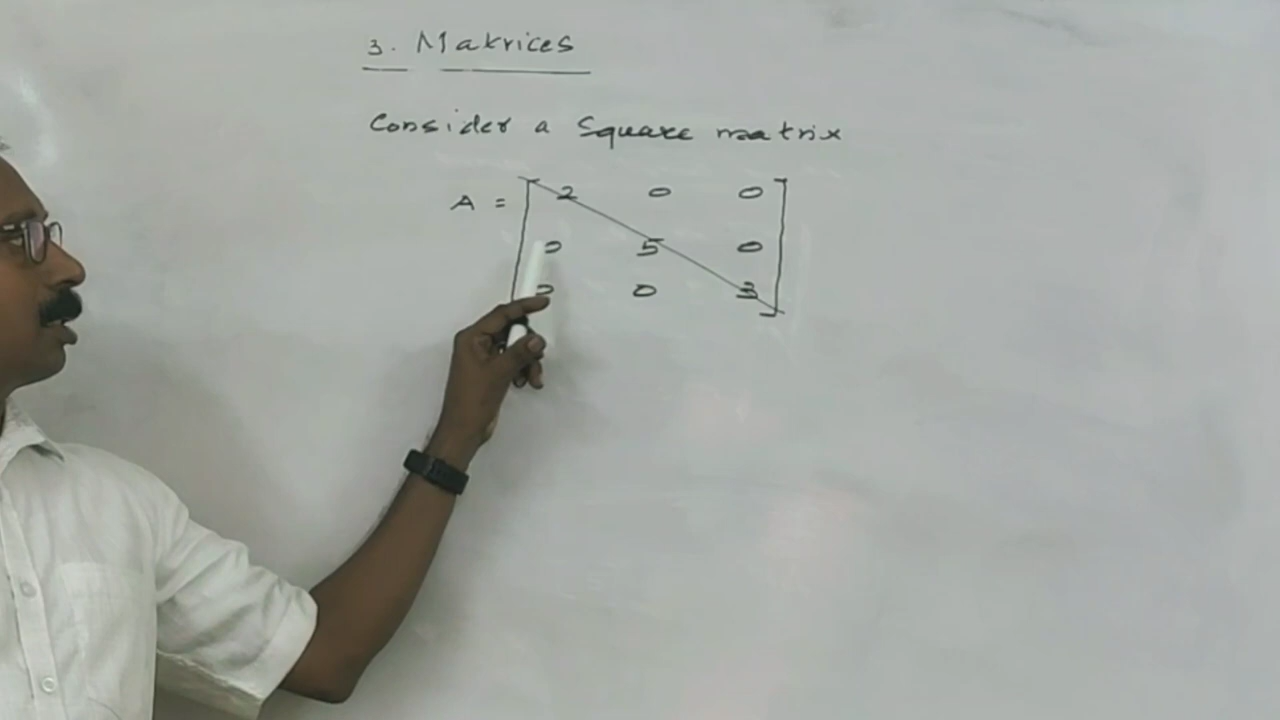 3. Matrices
Consider a Square matrix
A = [ 2 0 0
0 5 0
0 0 3 ]